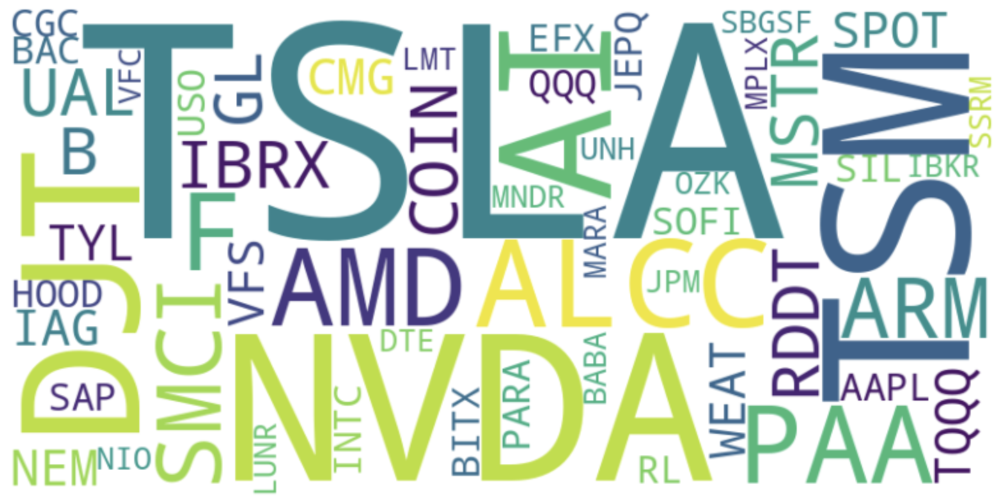 CGC
BAC
UAL
VFC
B
TSLA
USO
GL
CMG
LMT
EFX
QQQ
JEPQ
SBGSF
SPOT
MPLX
MSTR
TSM
SSRM
IBRX
COIN
AI
UNH
MNDR
OZK
SOFI
SIL
IBKR
DJT
TYL
F
VFS
AMD
ALCC
MARA
JPM
RDDT
ARM
HOOD
IAG
SMCI
NVDA
DTE
BABA
WEAT
AAPL
TQQQ
SAP
INTC
BITX
PARA
PAA
NEM
NIO
LUNR
RL